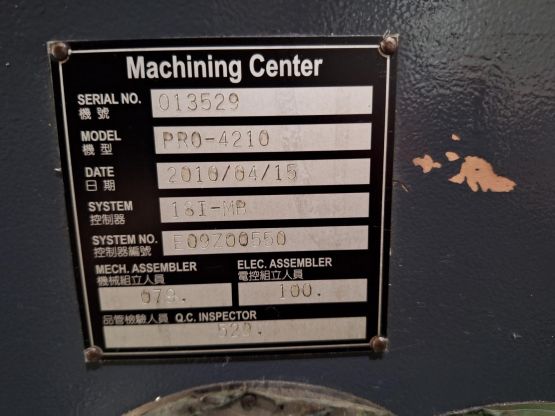 Machining Center
SERIAL NO. 013529
機號
MODEL PRO-4210
機型
DATE 2010/04/15
日期
SYSTEM 18I-MB
控制器
SYSTEM NO. E09Z00550
控制器編號
MECH. ASSEMBLER ELEC. ASSEMBLER
機械組立人員 電控組立人員
079. 100.
品管檢驗人員 Q.C. INSPECTOR
529.